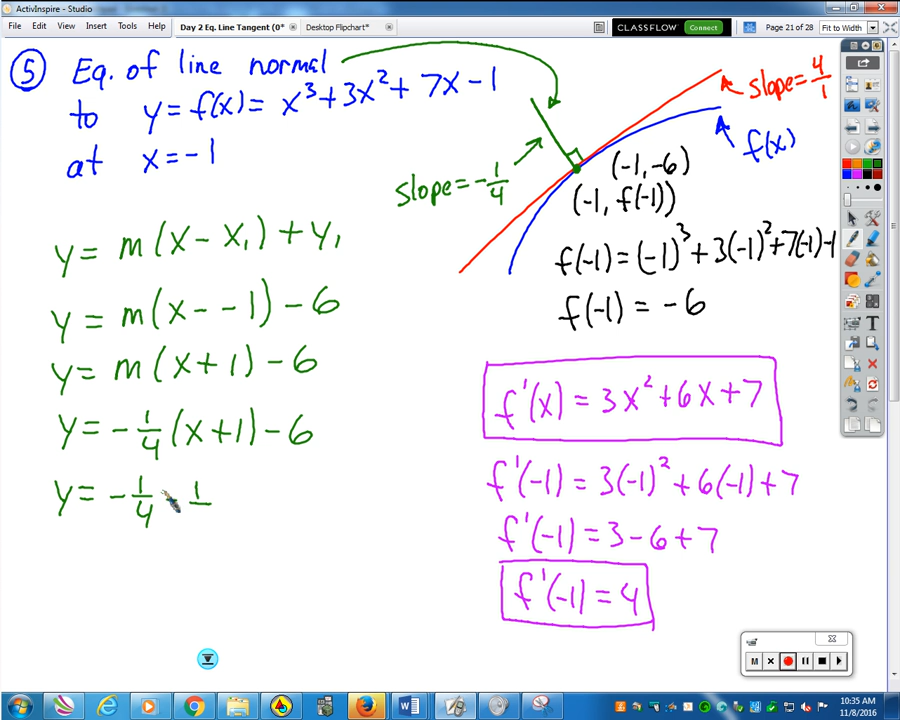 ActivInspire - Studio
File Edit View Insert Tools Help
Day 2 Eq. Line Tangent (0*
Desktop Flipchart*
CLASSFLOW Connect
Page 21 of 28
Fit to Width
⑤ Eq. of line normal
to y = f(x) = x³ + 3x² + 7x - 1
at x = -1
slope = 4/1
f(x)
slope = -1/4
(-1, -6)
(-1, f(-1))
f(-1) = (-1)³ + 3(-1)² + 7(-1) - 1
f(-1) = -6
y = m(x - x₁) + y₁
y = m(x - -1) - 6
y = m(x + 1) - 6
y = -1/4(x + 1) - 6
y = -1/4 1
f'(x) = 3x² + 6x + 7
f'(-1) = 3(-1)² + 6(-1) + 7
f'(-1) = 3 - 6 + 7
f'(-1) = 4
M
10:35 AM
11/8/2016